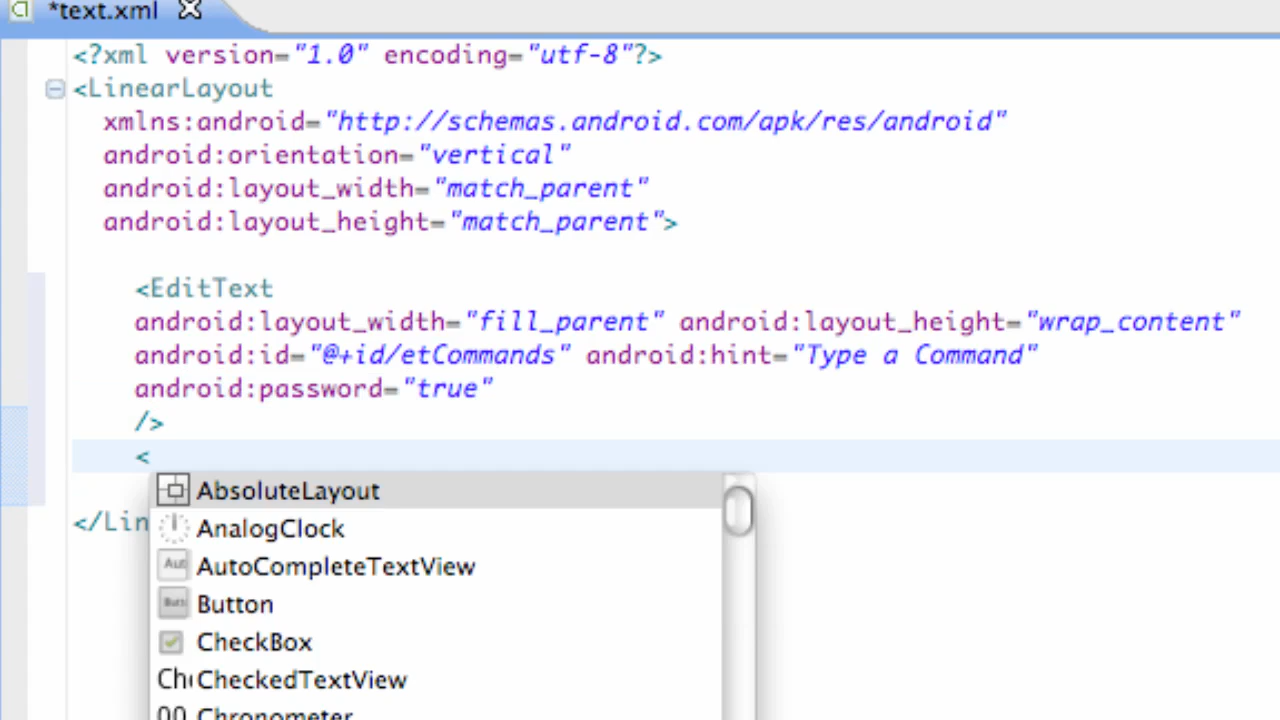 *text.xml
<?xml version="1.0" encoding="utf-8"?>
<LinearLayout
xmlns:android="http://schemas.android.com/apk/res/android"
android:orientation="vertical"
android:layout_width="match_parent"
android:layout_height="match_parent">
<EditText
android:layout_width="fill_parent" android:layout_height="wrap_content"
android:id="@+id/etCommands" android:hint="Type a Command"
android:password="true"
/>
<
AbsoluteLayout
</Lin
AnalogClock
AutoCompleteTextView
Button
CheckBox
CheckedTextView
Chronometer